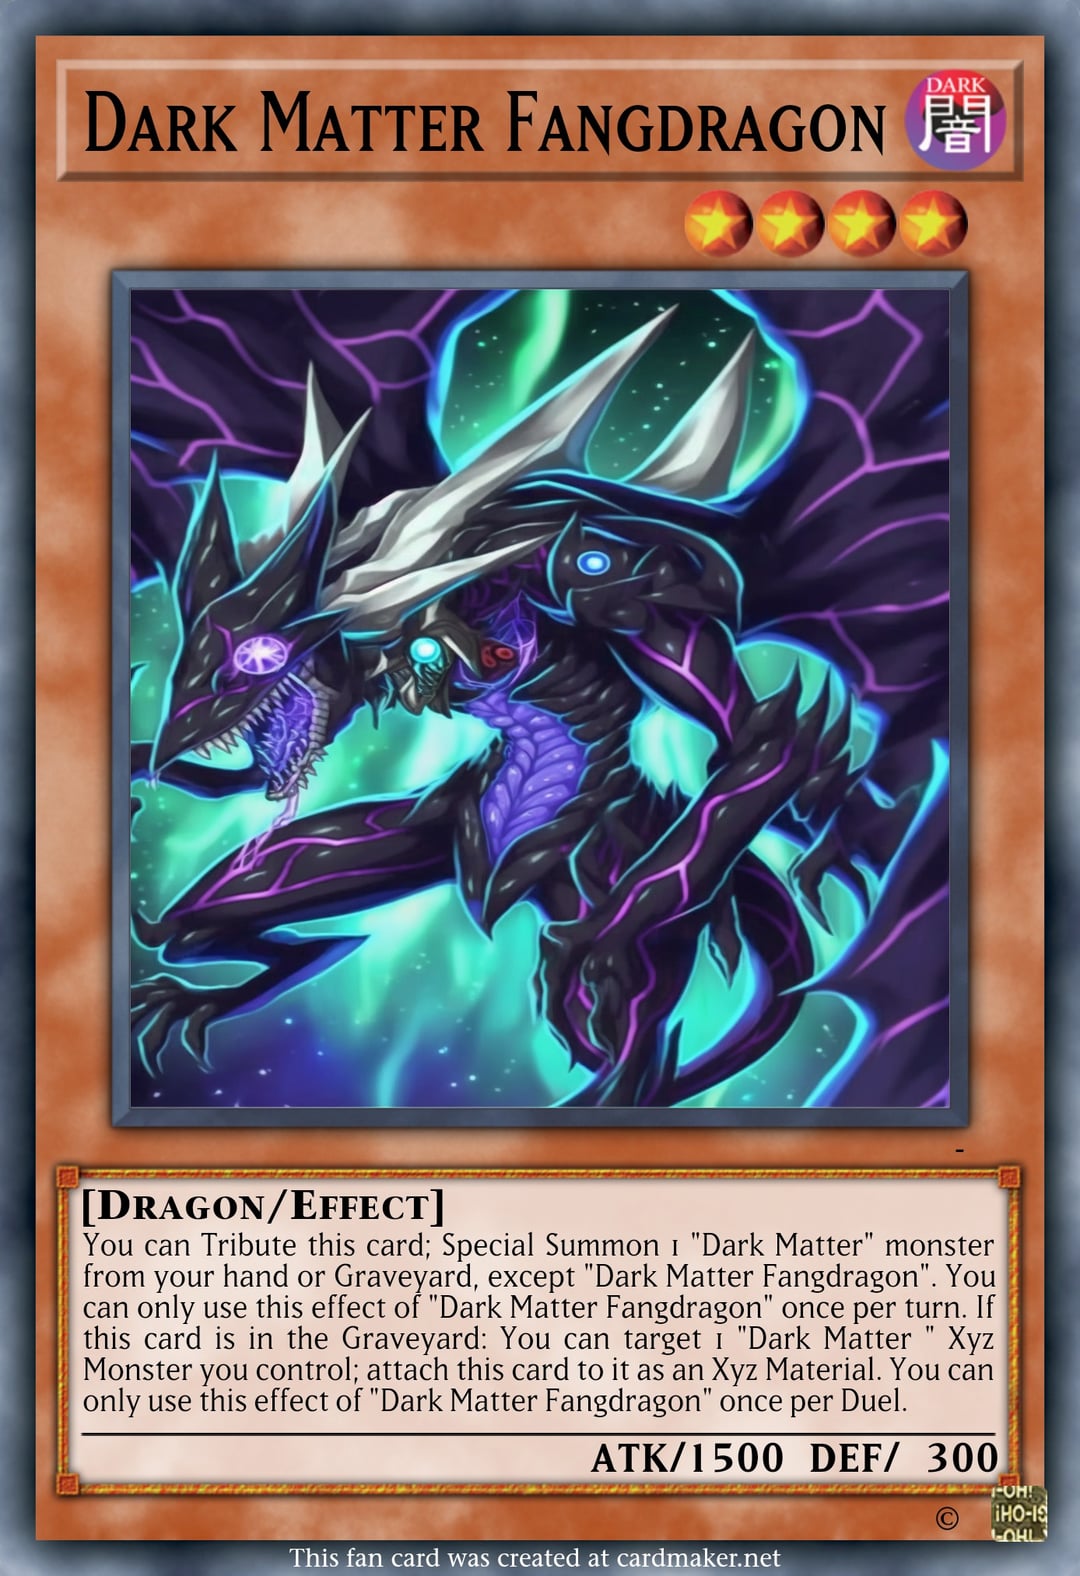 Dark Matter Fangdragon
DARK
闇
-
[Dragon/Effect]
You can Tribute this card; Special Summon 1 "Dark Matter" monster
from your hand or Graveyard, except "Dark Matter Fangdragon". You
can only use this effect of "Dark Matter Fangdragon" once per turn. If
this card is in the Graveyard: You can target 1 "Dark Matter " Xyz
Monster you control; attach this card to it as an Xyz Material. You can
only use this effect of "Dark Matter Fangdragon" once per Duel.
ATK/1500 DEF/ 300
©
This fan card was created at cardmaker.net